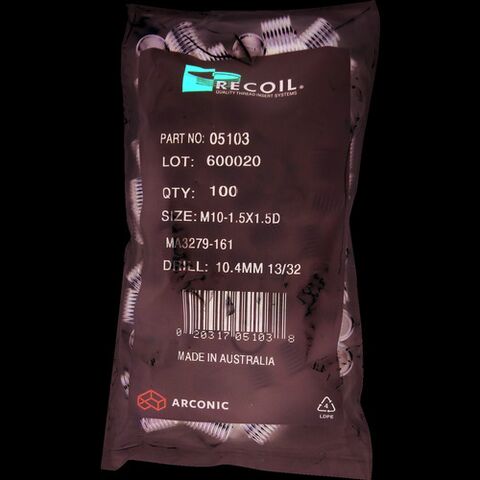 RECOIL®
QUALITY THREAD INSERT SYSTEMS
PART NO: 05103
LOT: 600020
QTY: 100
SIZE: M10-1.5X1.5D
MA3279-161
DRILL: 10.4MM 13/32
0 20317 05103 8
MADE IN AUSTRALIA
ARCONIC
4
LDPE